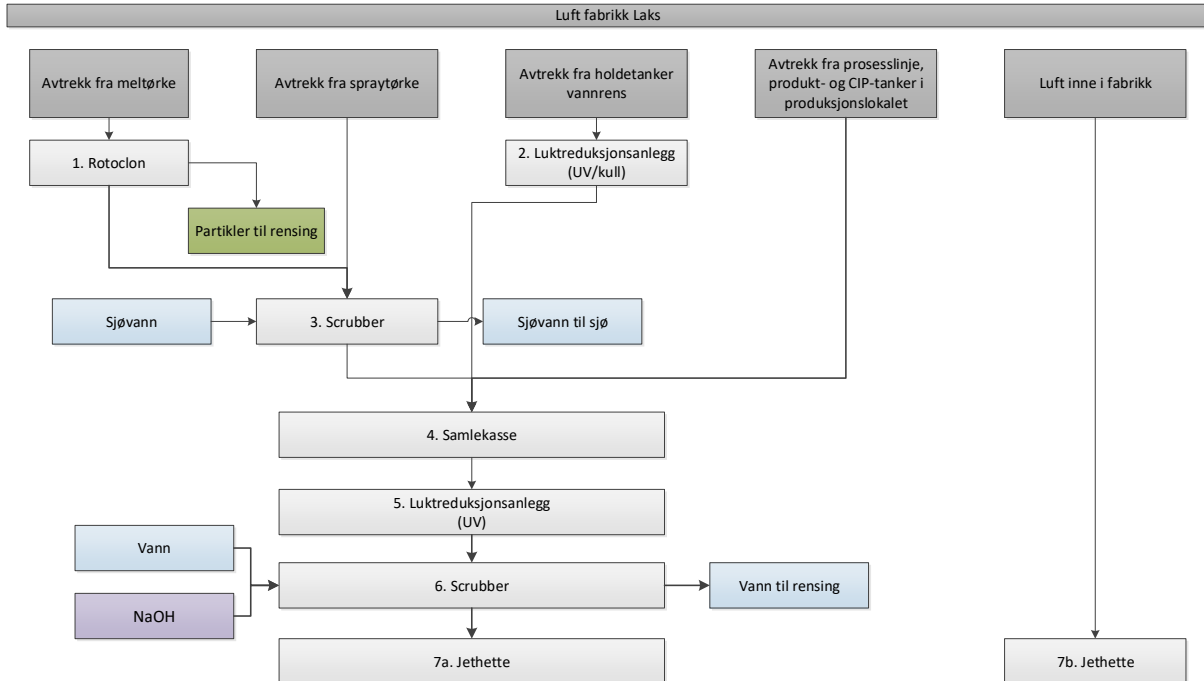 Luft fabrikk Laks
Avtrekk fra meltørke
Avtrekk fra spraytørke
Avtrekk fra holdetanker
vannrens
Avtrekk fra prosesslinje,
produkt- og CIP-tanker i
produksjonslokalet
Luft inne i fabrikk
1. Rotoclon
2. Luktreduksjonsanlegg
(UV/kull)
Partikler til rensing
Sjøvann
3. Scrubber
Sjøvann til sjø
4. Samlekasse
5. Luktreduksjonsanlegg
(UV)
Vann
6. Scrubber
Vann til rensing
NaOH
7a. Jethette
7b. Jethette